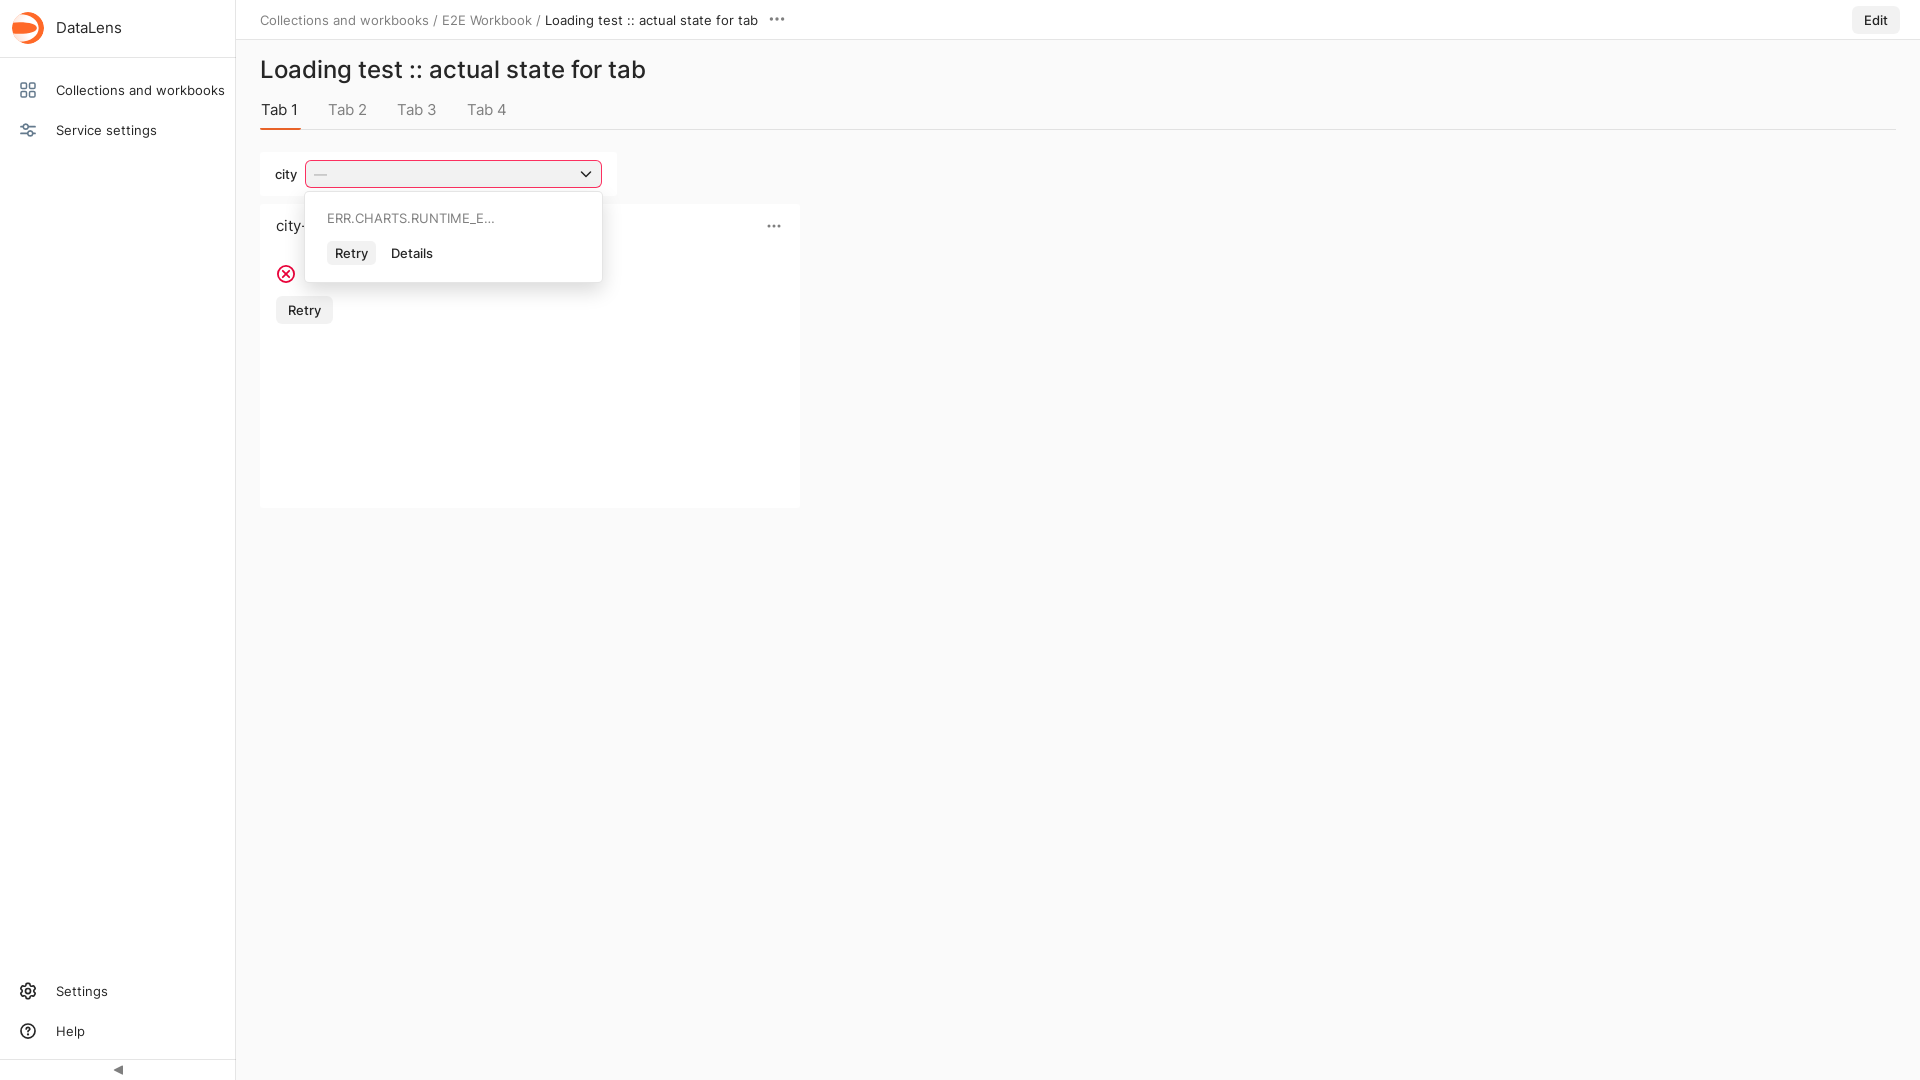 DataLens
Collections and workbooks
Service settings
Settings
Help
Collections and workbooks / E2E Workbook / Loading test :: actual state for tab
Edit
Loading test :: actual state for tab
Tab 1 Tab 2 Tab 3 Tab 4
city —
ERR.CHARTS.RUNTIME_E...
Retry Details
city-
Retry